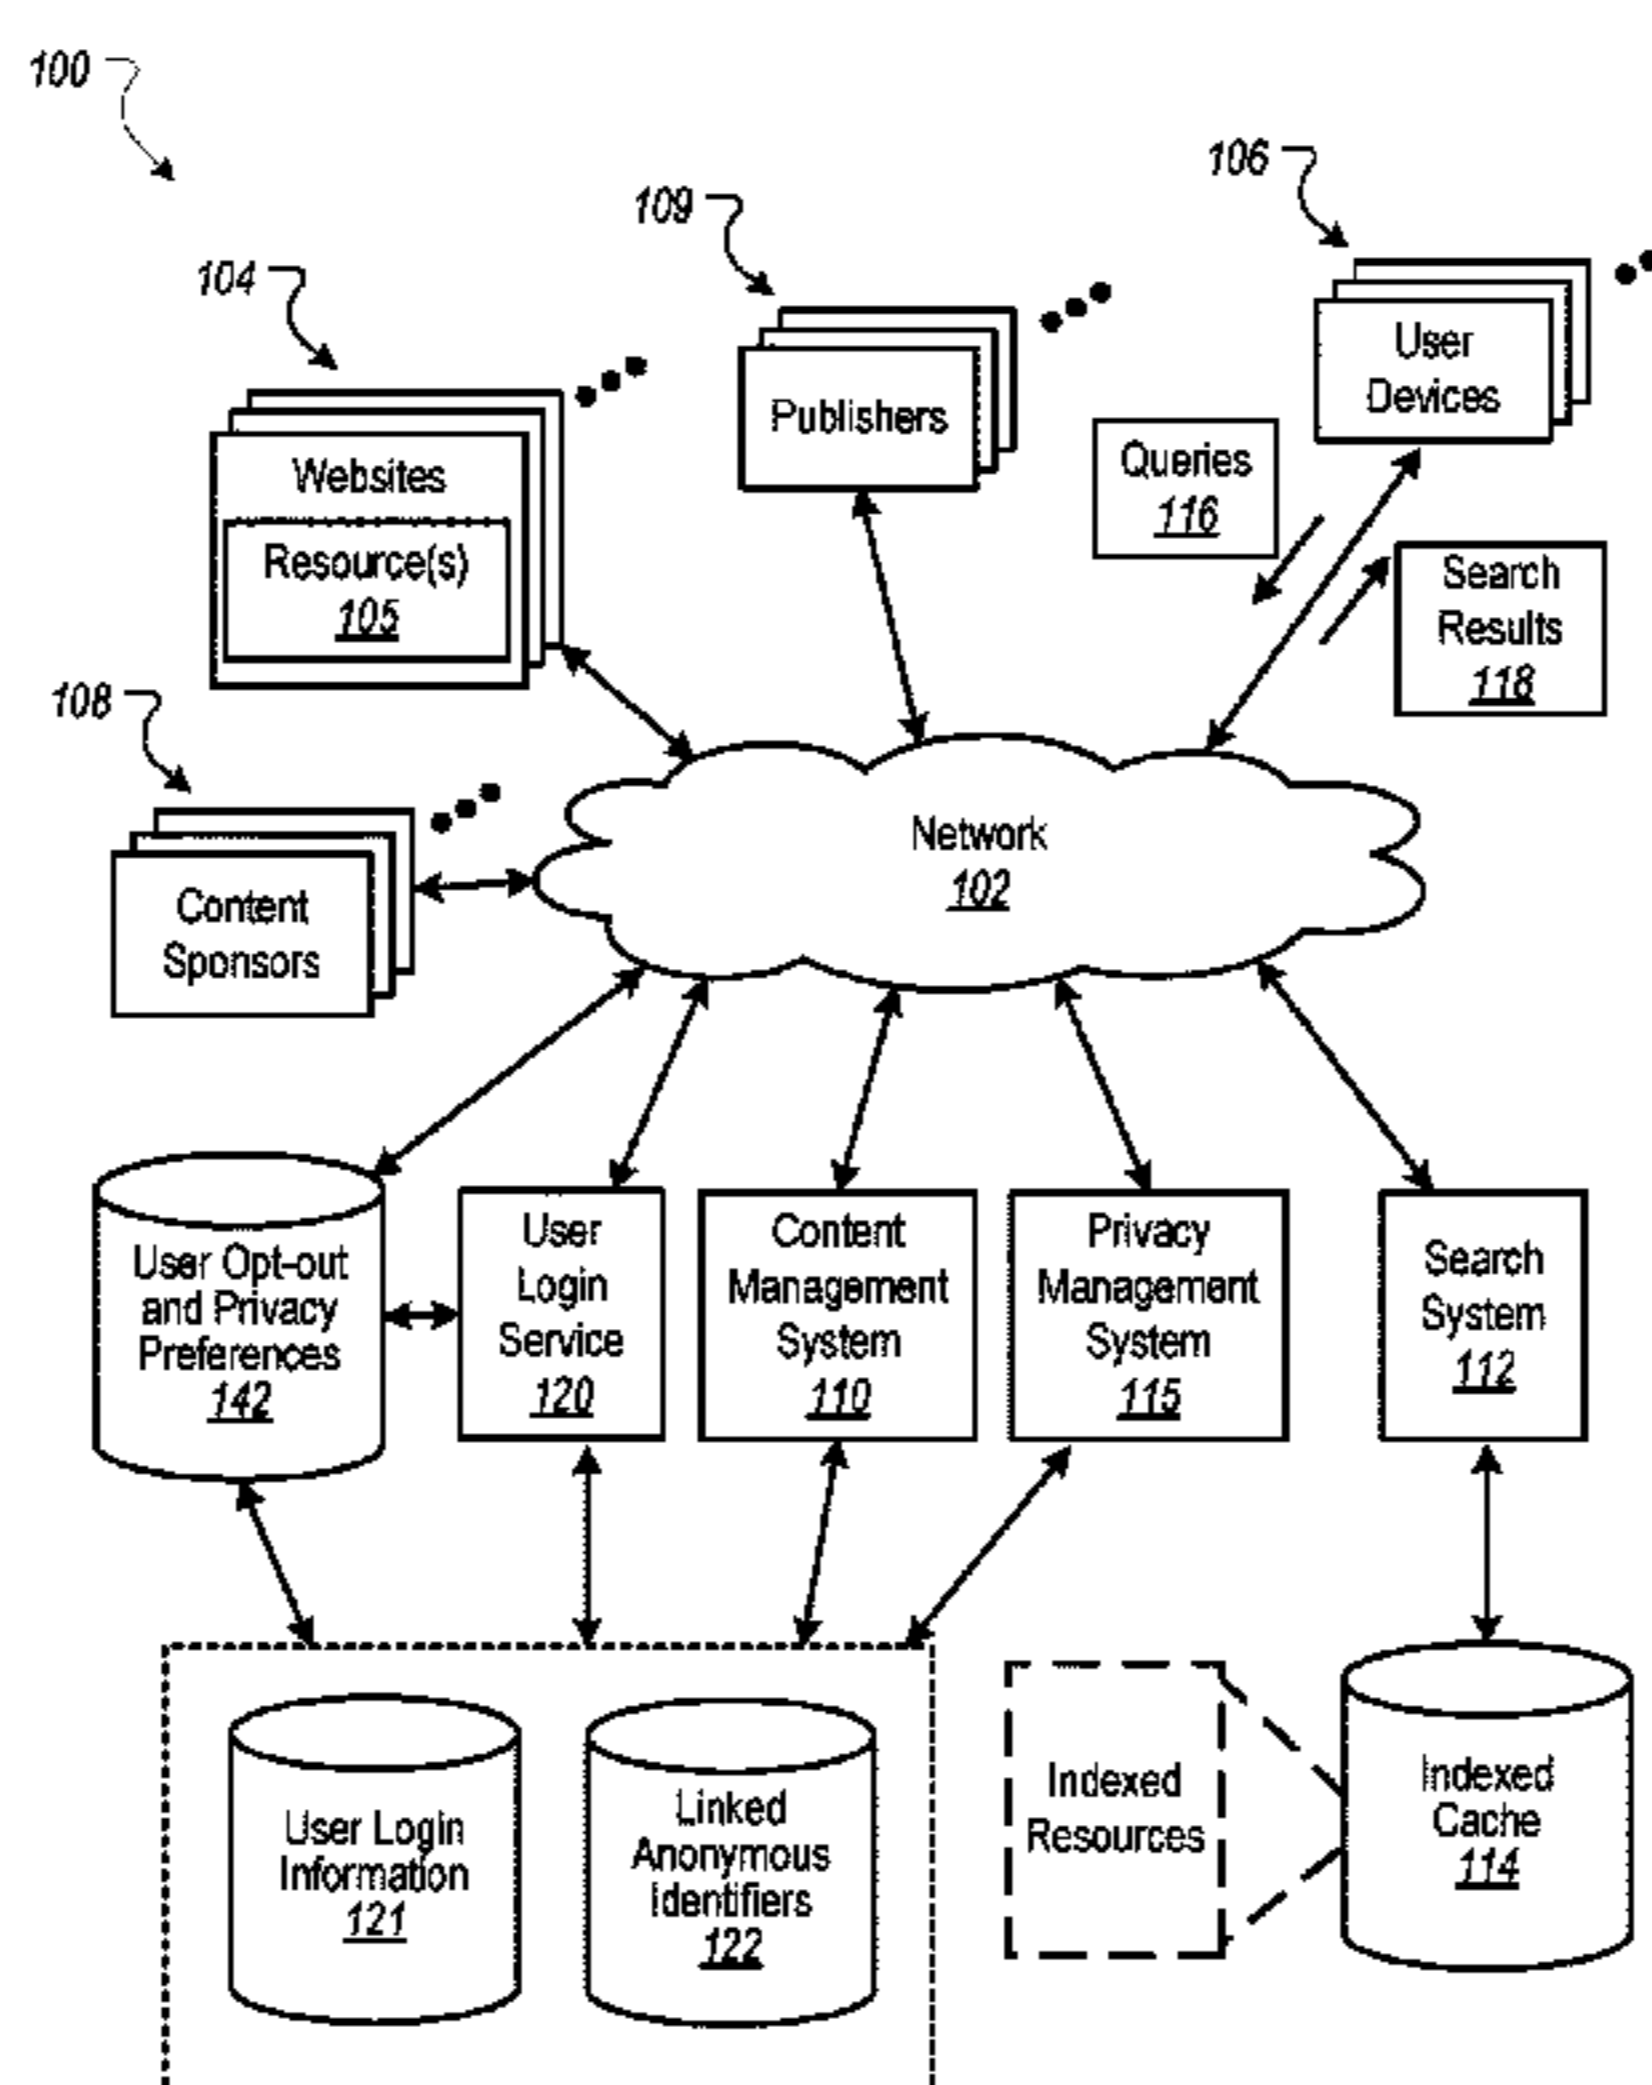 100
109
106
104
User
Devices
Publishers
Queries
116
Websites
Resource(s)
105
Search
Results
118
108
Network
102
Content
Sponsors
User Opt-out
and Privacy
Preferences
142
User
Login
Service
120
Content
Management
System
110
Privacy
Management
System
115
Search
System
112
User Login
Information
121
Linked
Anonymous
Identifiers
122
Indexed
Resources
Indexed
Cache
114